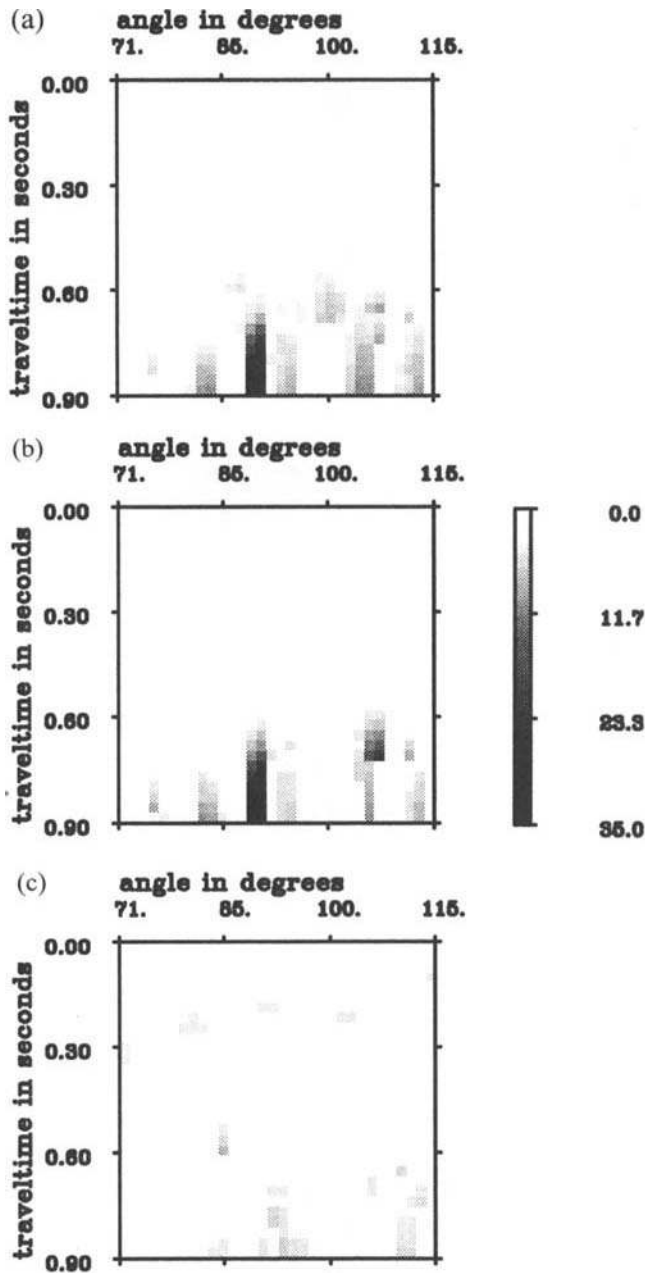 (a)
angle in degrees
71. 85. 100. 115.
traveltime in seconds
0.00
0.30
0.60
0.90
(b)
angle in degrees
71. 85. 100. 115.
traveltime in seconds
0.00
0.30
0.60
0.90
0.0
11.7
23.3
35.0
(c)
angle in degrees
71. 85. 100. 115.
traveltime in seconds
0.00
0.30
0.60
0.90